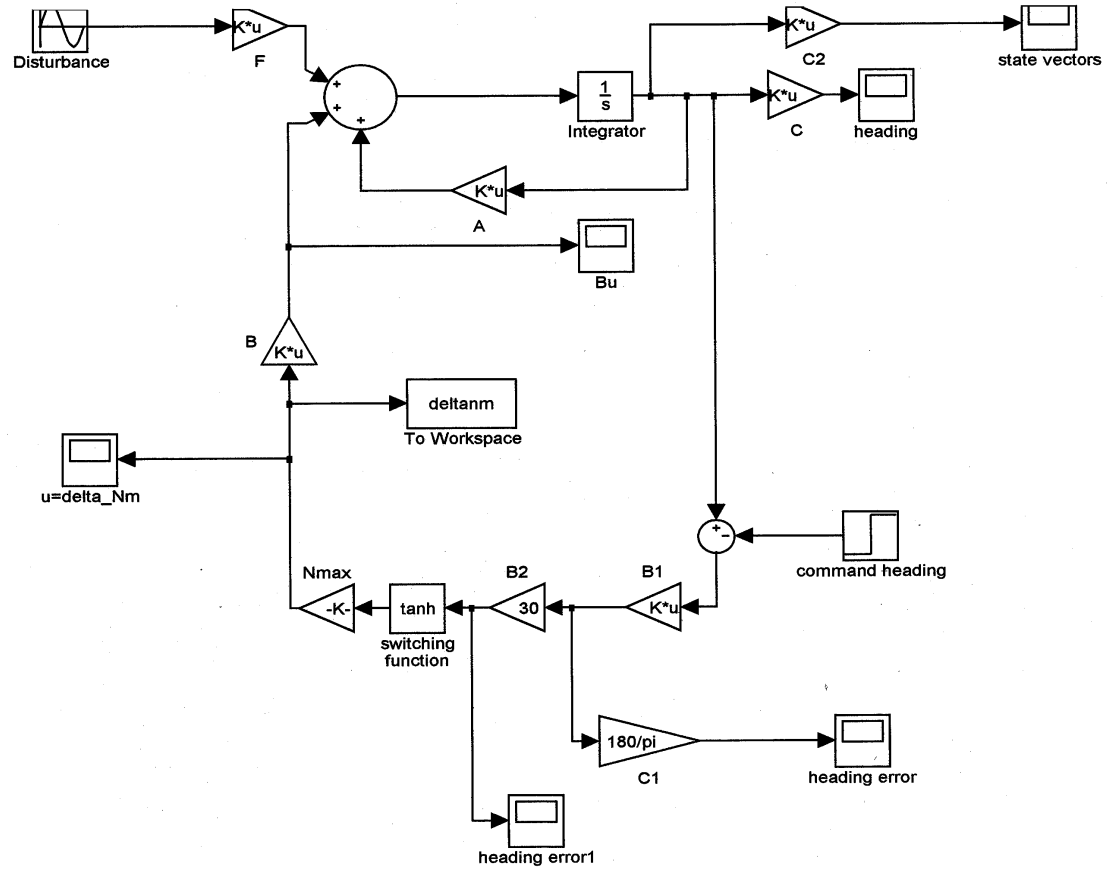 Disturbance
K*u
F
+
+
+
1
s
Integrator
K*u
C2
state vectors
K*u
C
heading
K*u
A
Bu
B
K*u
deltanm
To Workspace
u=delta_Nm
+
-
command heading
Nmax
-K-
tanh
switching
function
B2
30
B1
K*u
180/pi
C1
heading error
heading error1